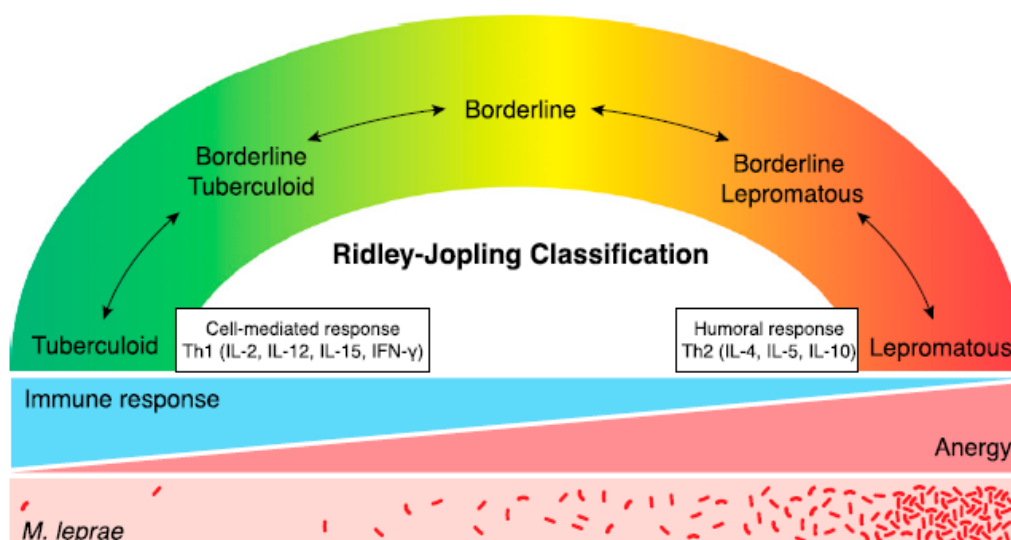 Borderline
Borderline
Tuberculoid
Borderline
Lepromatous
Ridley-Jopling Classification
Tuberculoid
Cell-mediated response
Th1 (IL-2, IL-12, IL-15, IFN-γ)
Humoral response
Th2 (IL-4, IL-5, IL-10)
Lepromatous
Immune response
Anergy
M. leprae